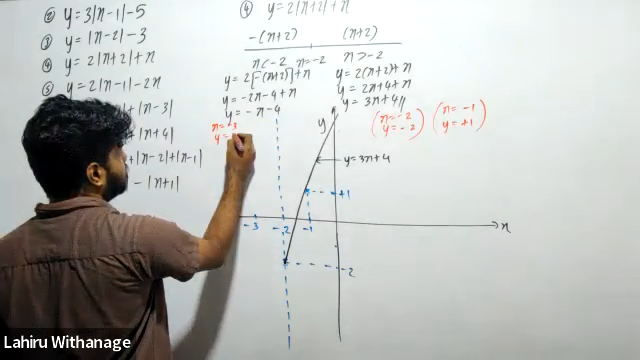 ② y = 3|x-1| - 5
③ y = |x-2| - 3
④ y = 2|x+2| + x
⑤ y = 2|x-1| - 2x
+ |x-3|
+ |x+4|
+ |x-2| + |x-1|
- |x+1|
④ y = 2|x+2| + x
-(x+2) (x+2)
x < -2 x = -2 x > -2
y = 2[-(x+2)] + x
y = -2x - 4 + x
y = -x - 4
y = 2(x+2) + x
y = 2x + 4 + x
y = 3x + 4
x = -3
y =
(x = -2
y = -2)
(x = -1
y = +1)
y
y = 3x + 4
+1
-3 -2 -1
x
-2
Lahiru Withanage